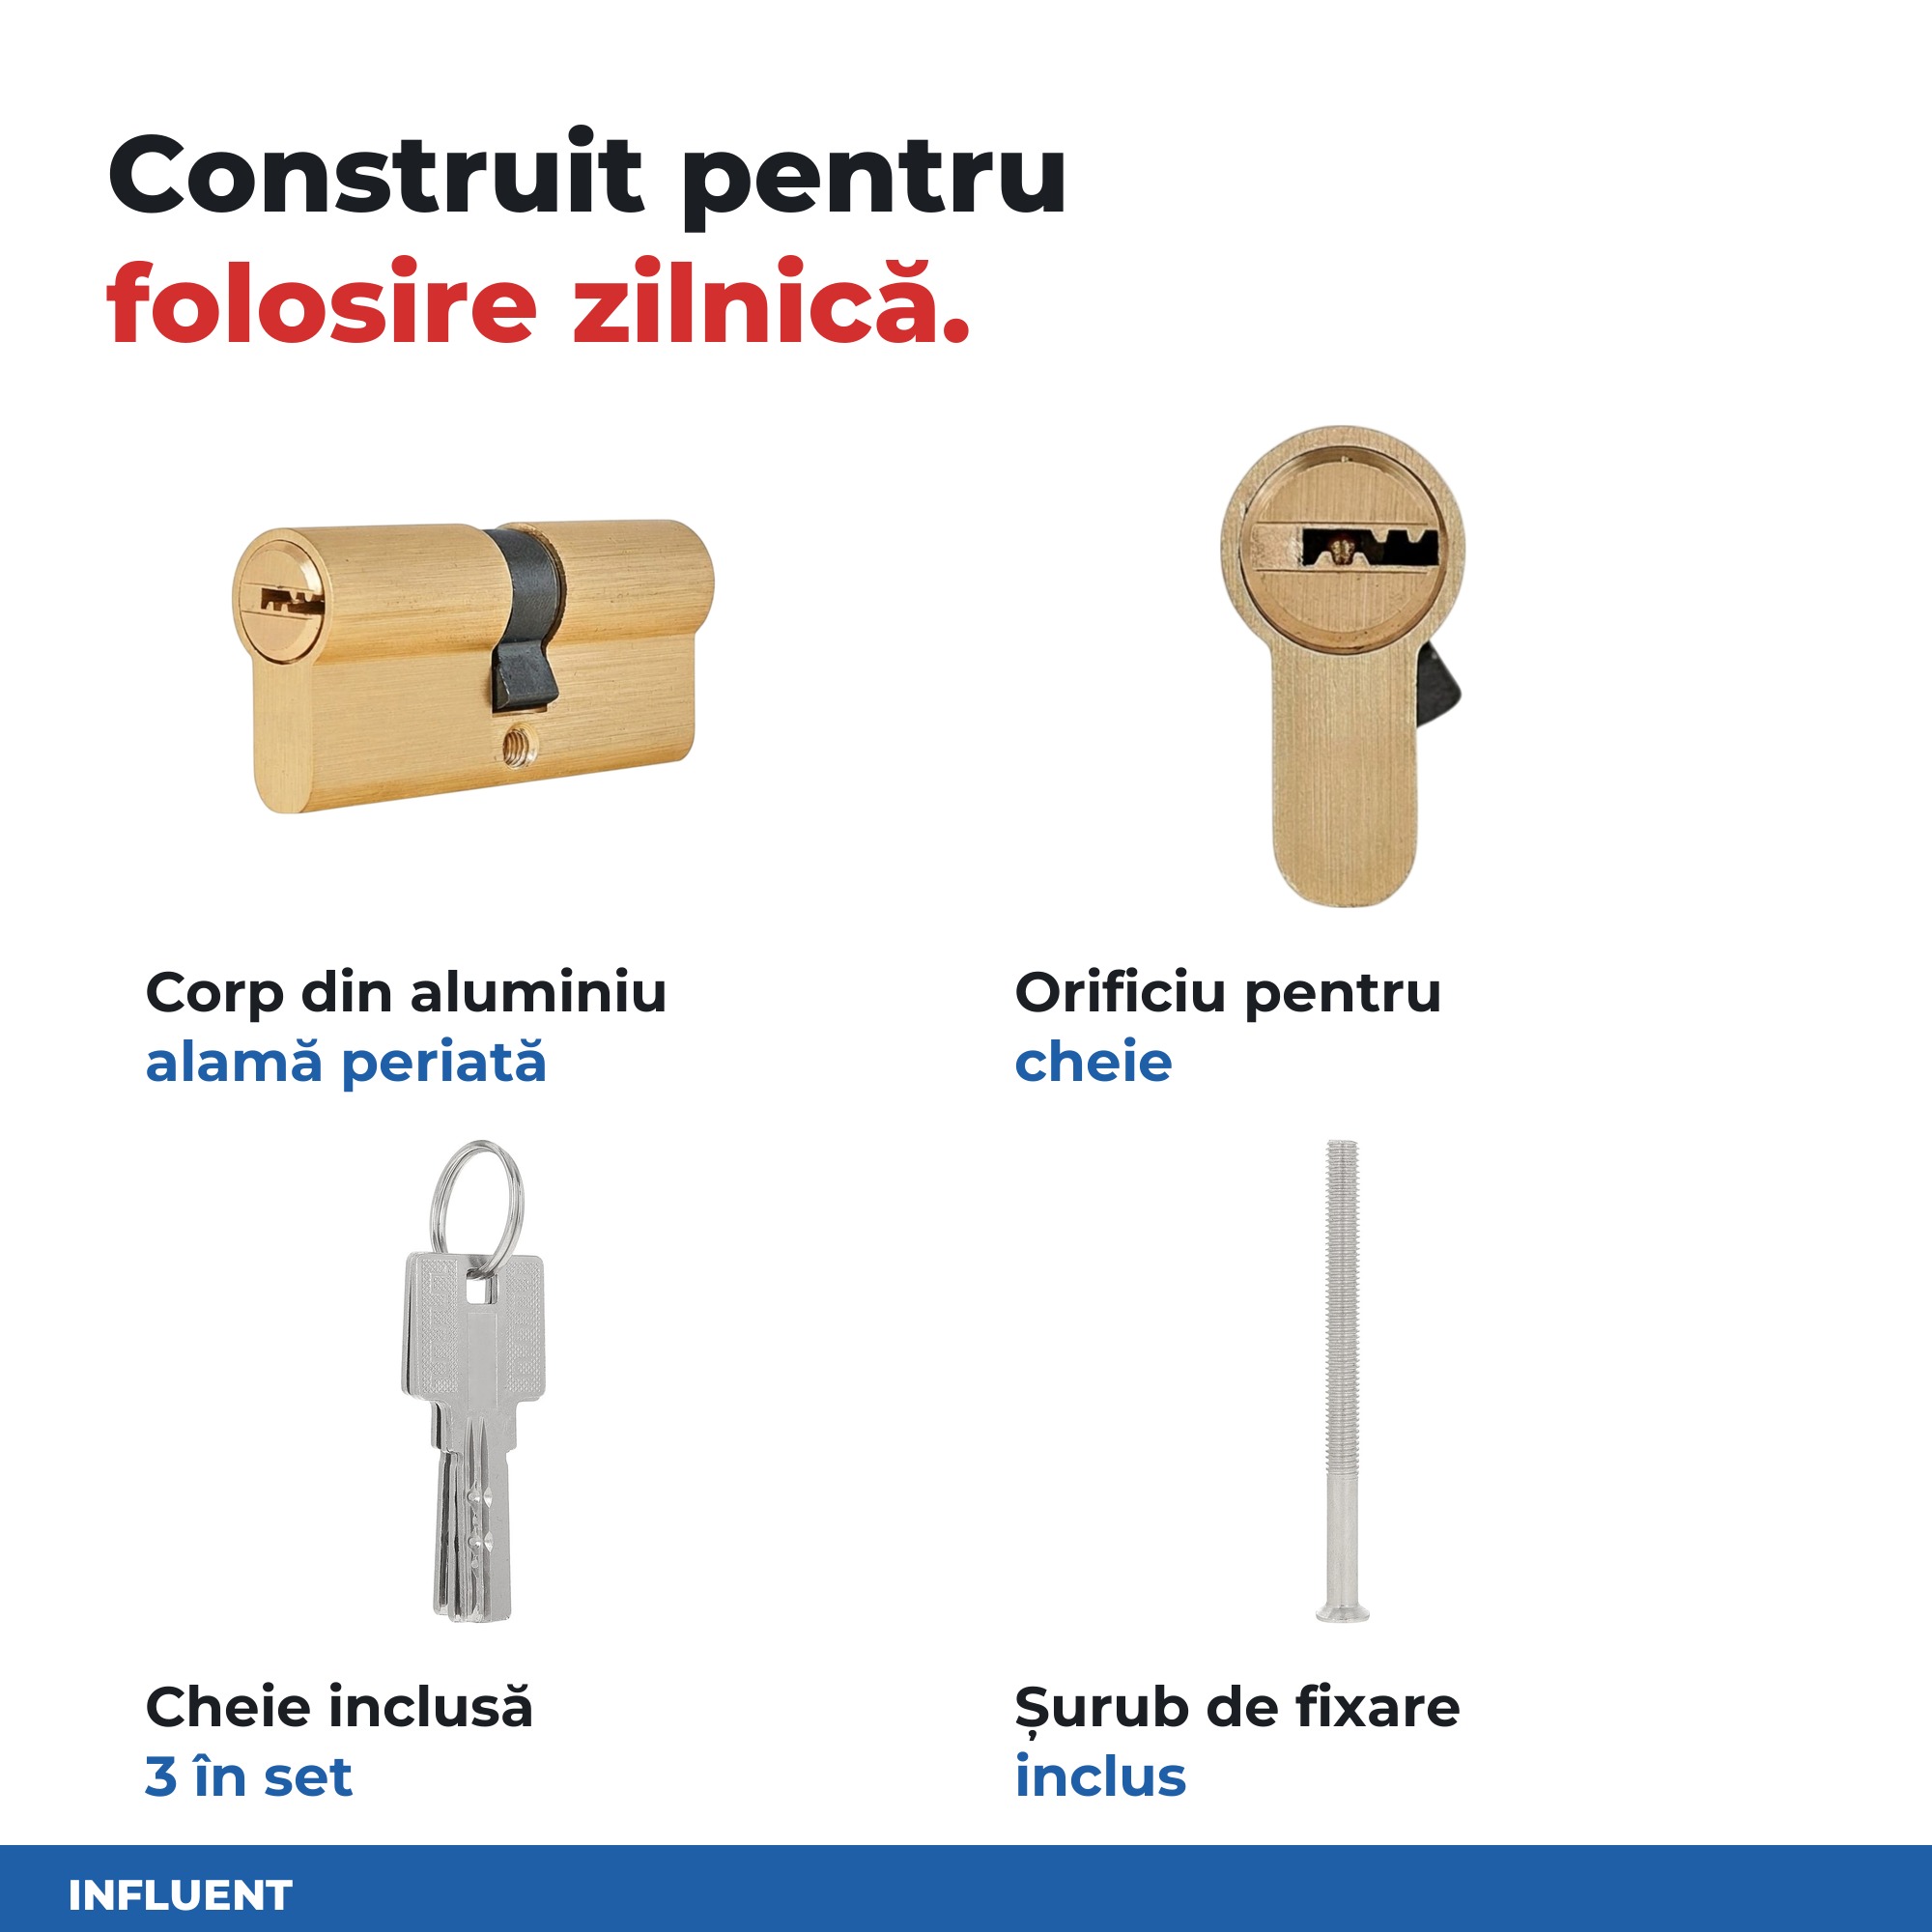 Construit pentru
folosire zilnică.
Corp din aluminiu
alamă periată
Orificiu pentru
cheie
Cheie inclusă
3 în set
Șurub de fixare
inclus
INFLUENT